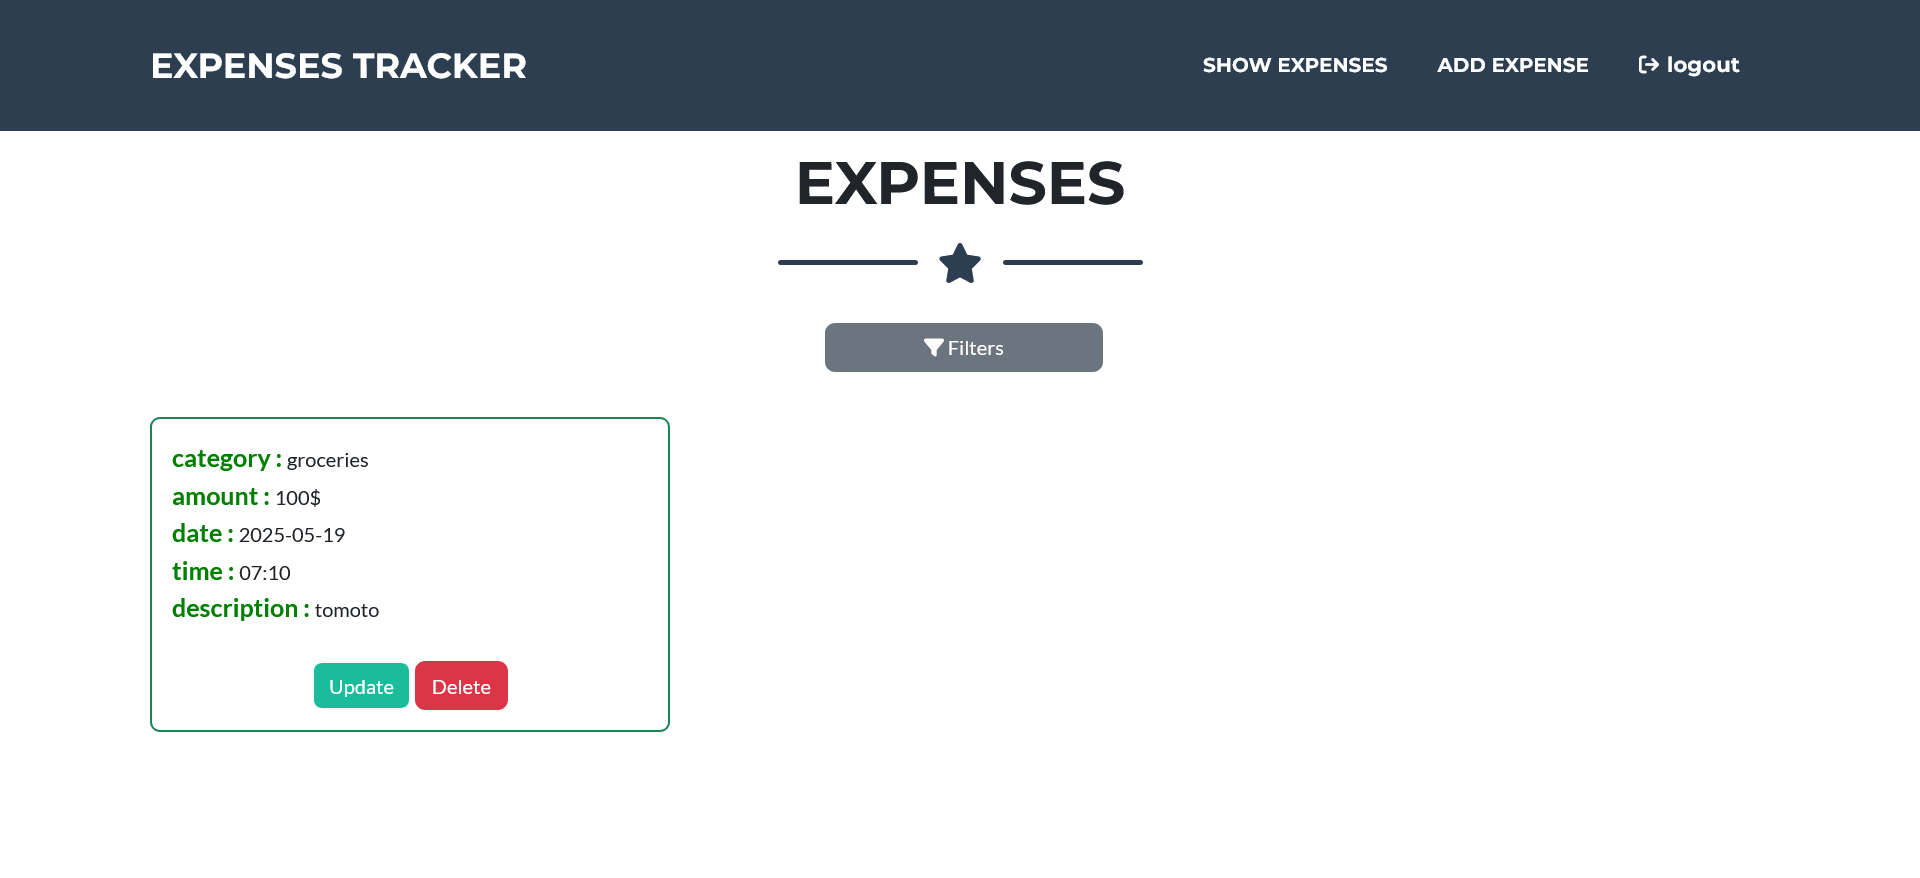 EXPENSES TRACKER
SHOW EXPENSES ADD EXPENSE logout
EXPENSES
Filters
category : groceries
amount : 100$
date : 2025-05-19
time : 07:10
description : tomoto
Update Delete